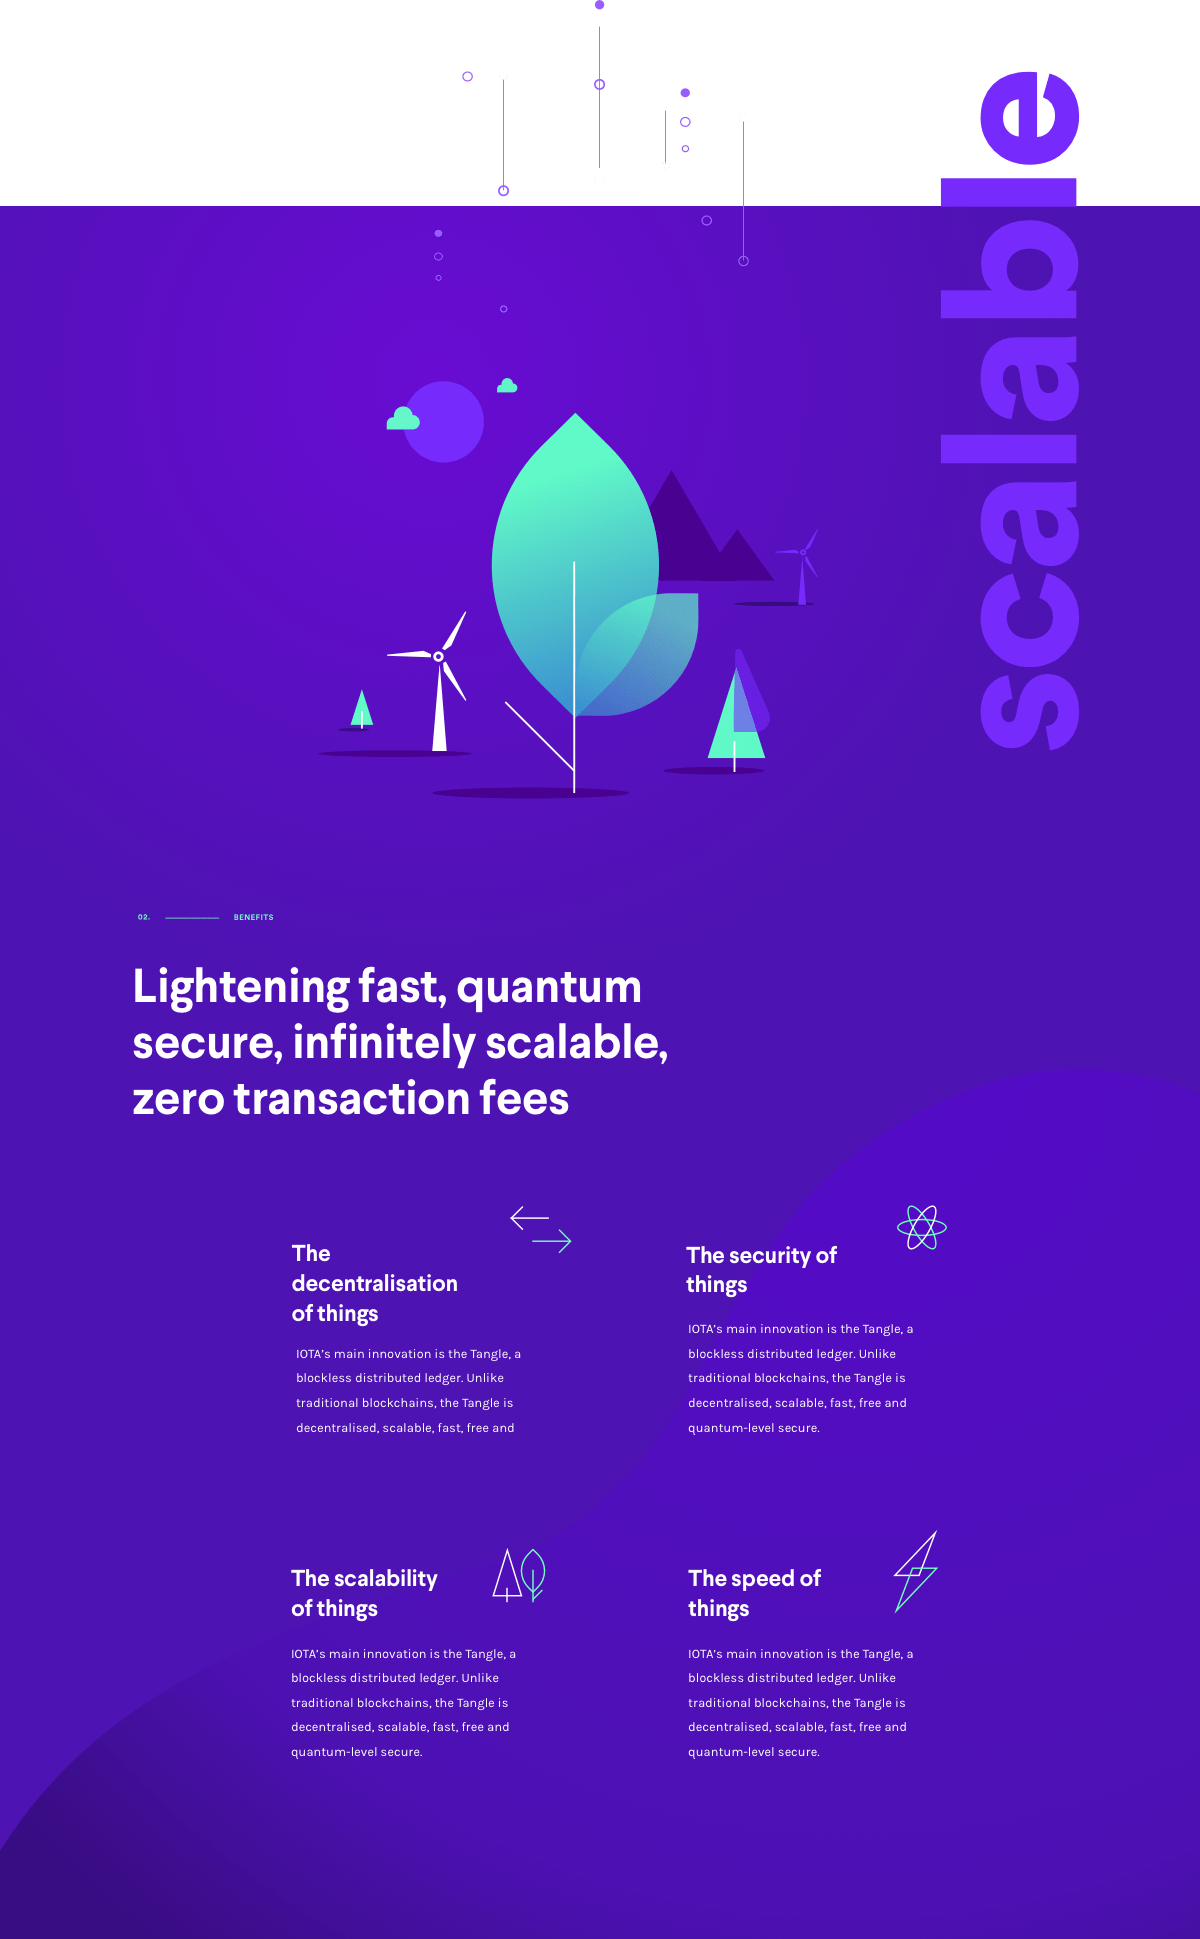 scalable
02. BENEFITS
Lightening fast, quantum
secure, infinitely scalable,
zero transaction fees
The
decentralisation
of things
IOTA's main innovation is the Tangle, a
blockless distributed ledger. Unlike
traditional blockchains, the Tangle is
decentralised, scalable, fast, free and
The security of
things
IOTA's main innovation is the Tangle, a
blockless distributed ledger. Unlike
traditional blockchains, the Tangle is
decentralised, scalable, fast, free and
quantum-level secure.
The scalability
of things
IOTA's main innovation is the Tangle, a
blockless distributed ledger. Unlike
traditional blockchains, the Tangle is
decentralised, scalable, fast, free and
quantum-level secure.
The speed of
things
IOTA's main innovation is the Tangle, a
blockless distributed ledger. Unlike
traditional blockchains, the Tangle is
decentralised, scalable, fast, free and
quantum-level secure.